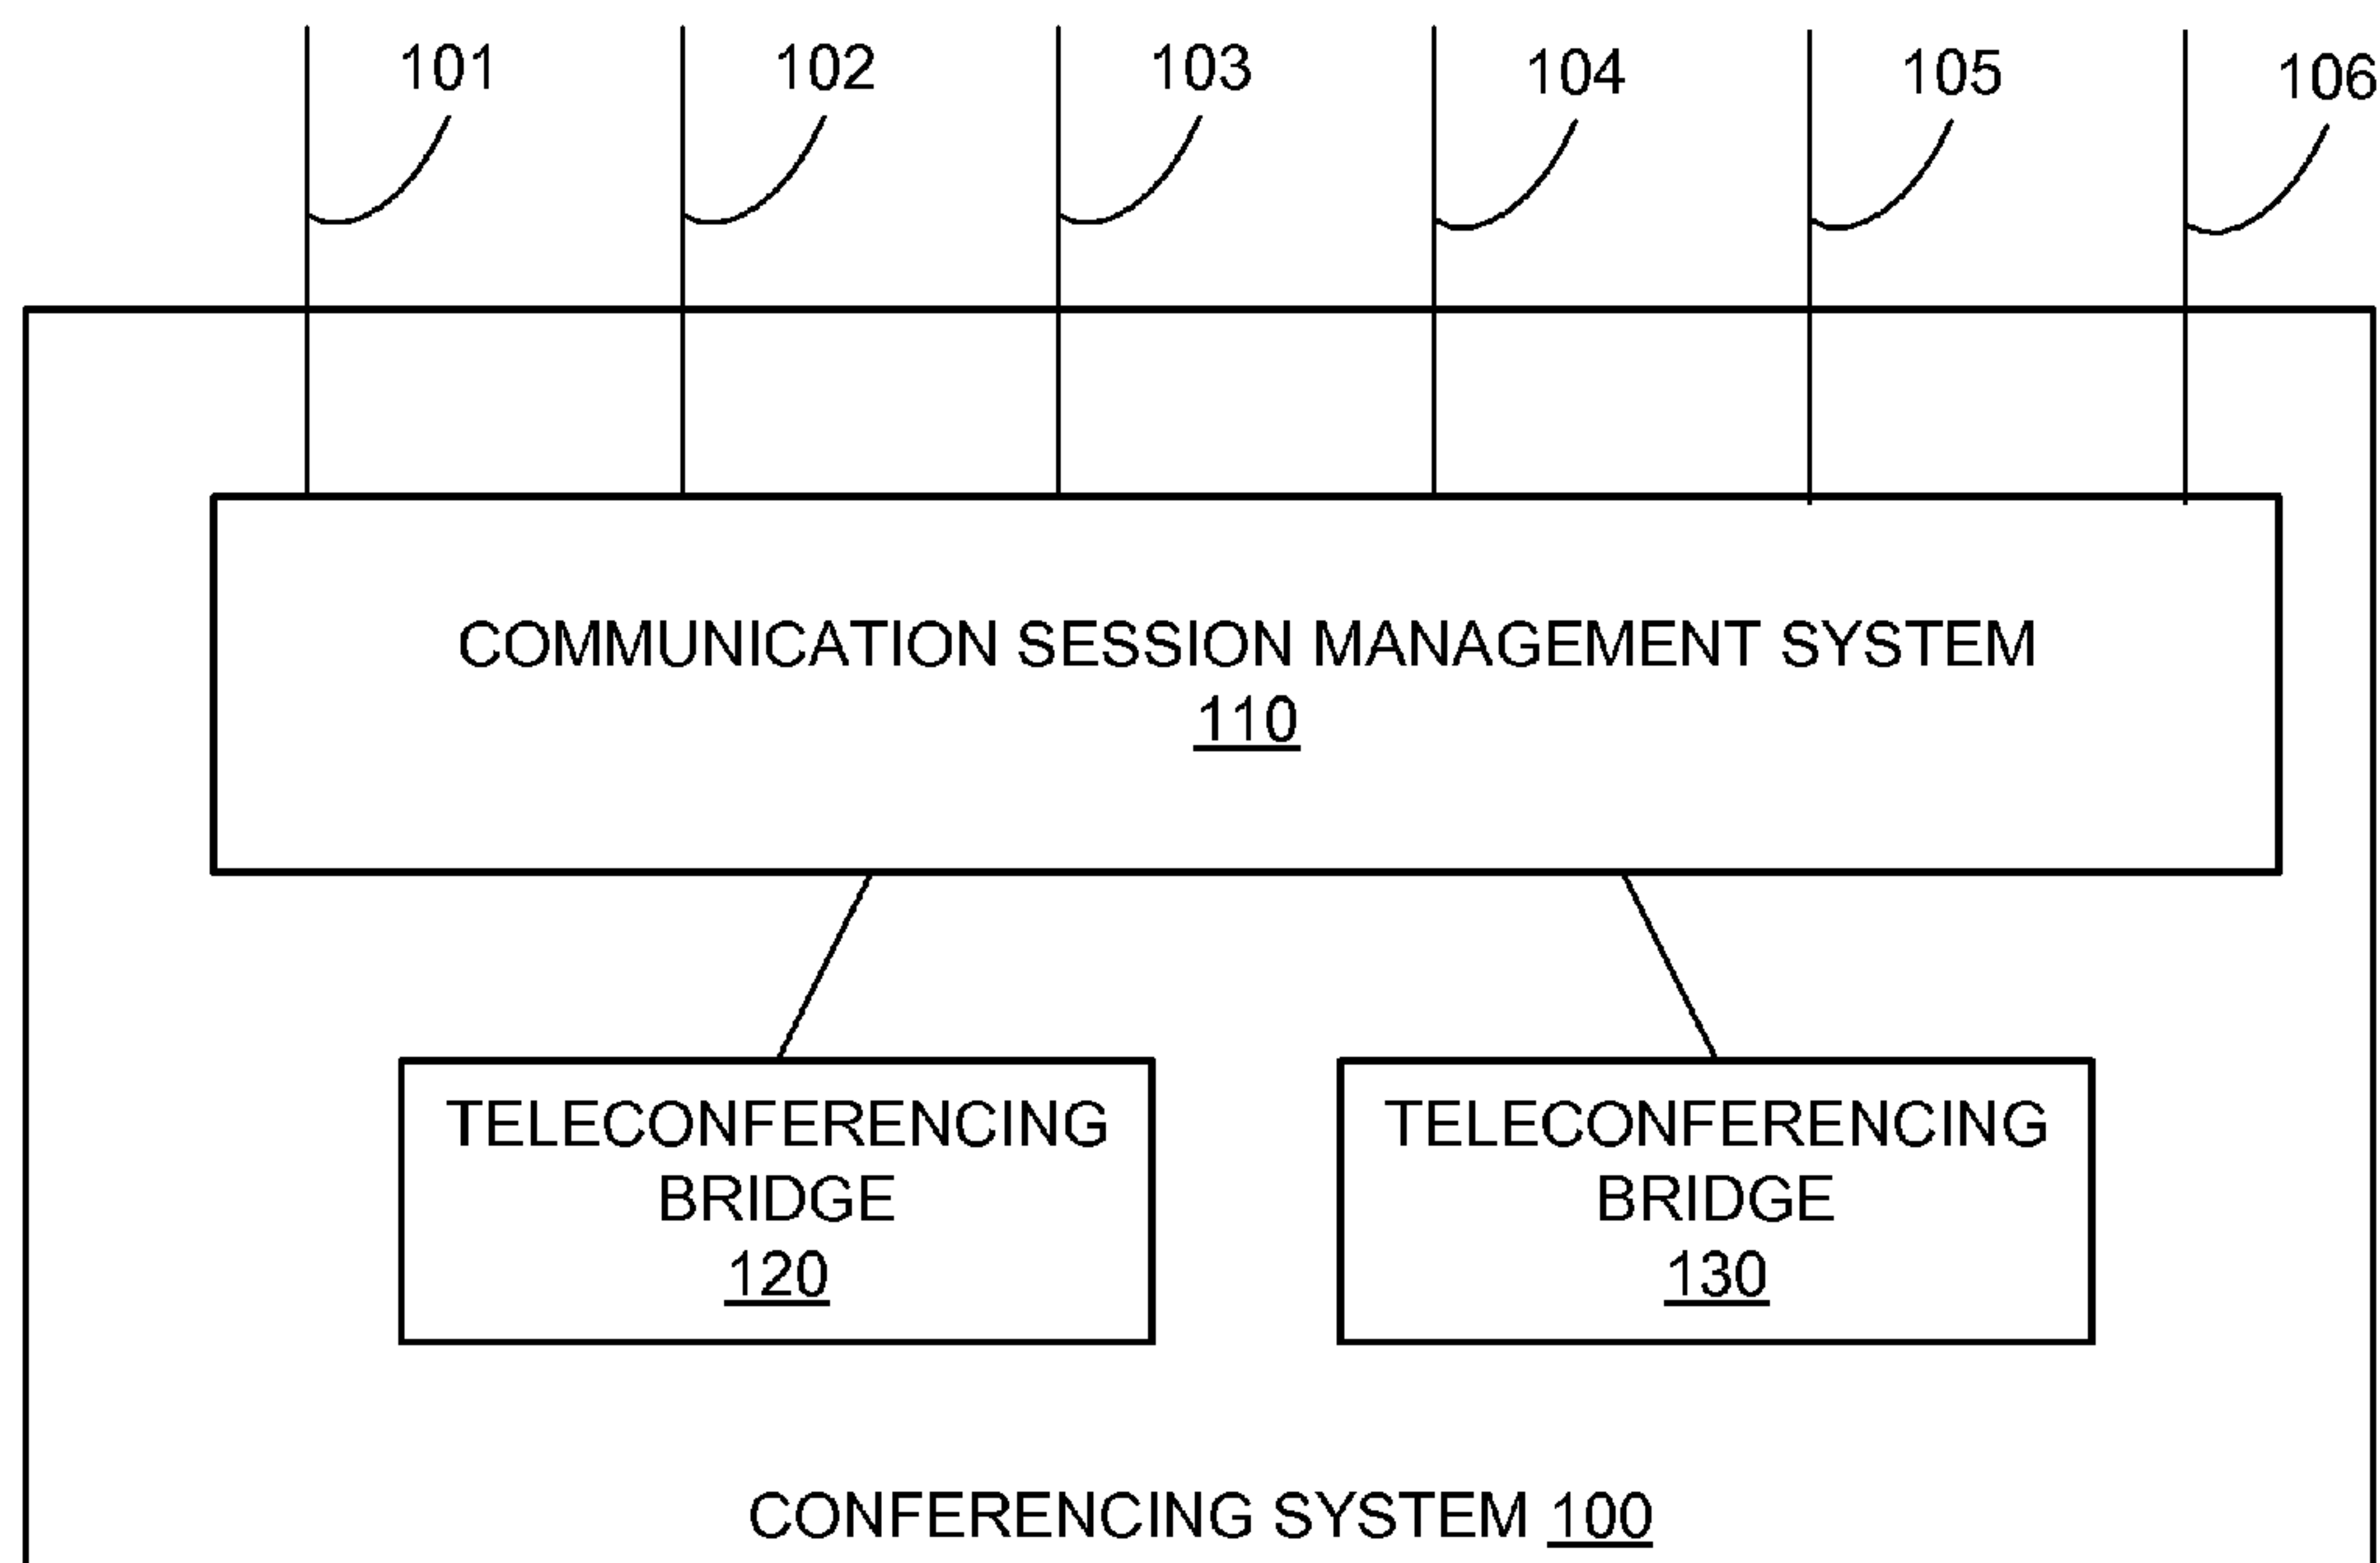 101 102 103 104 105 106
COMMUNICATION SESSION MANAGEMENT SYSTEM
110
TELECONFERENCING
BRIDGE
120
TELECONFERENCING
BRIDGE
130
CONFERENCING SYSTEM 100